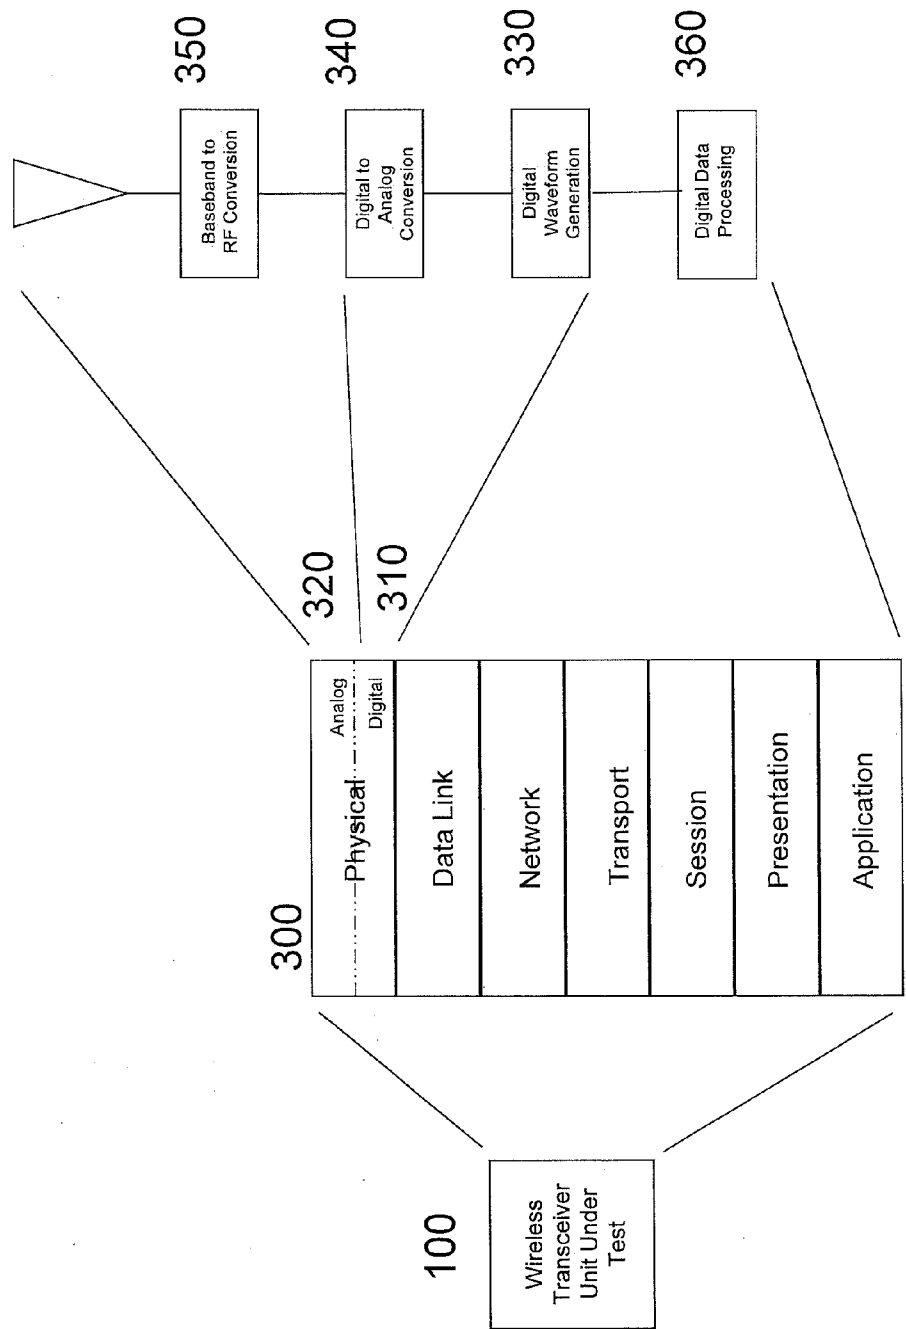 100
Wireless
Transceiver
Unit Under
Test
300
Physical
Analog
Digital
320
310
Data Link
Network
Transport
Session
Presentation
Application
Baseband to
RF Conversion
350
Digital to
Analog
Conversion
340
Digital
Waveform
Generation
330
Digital Data
Processing
360